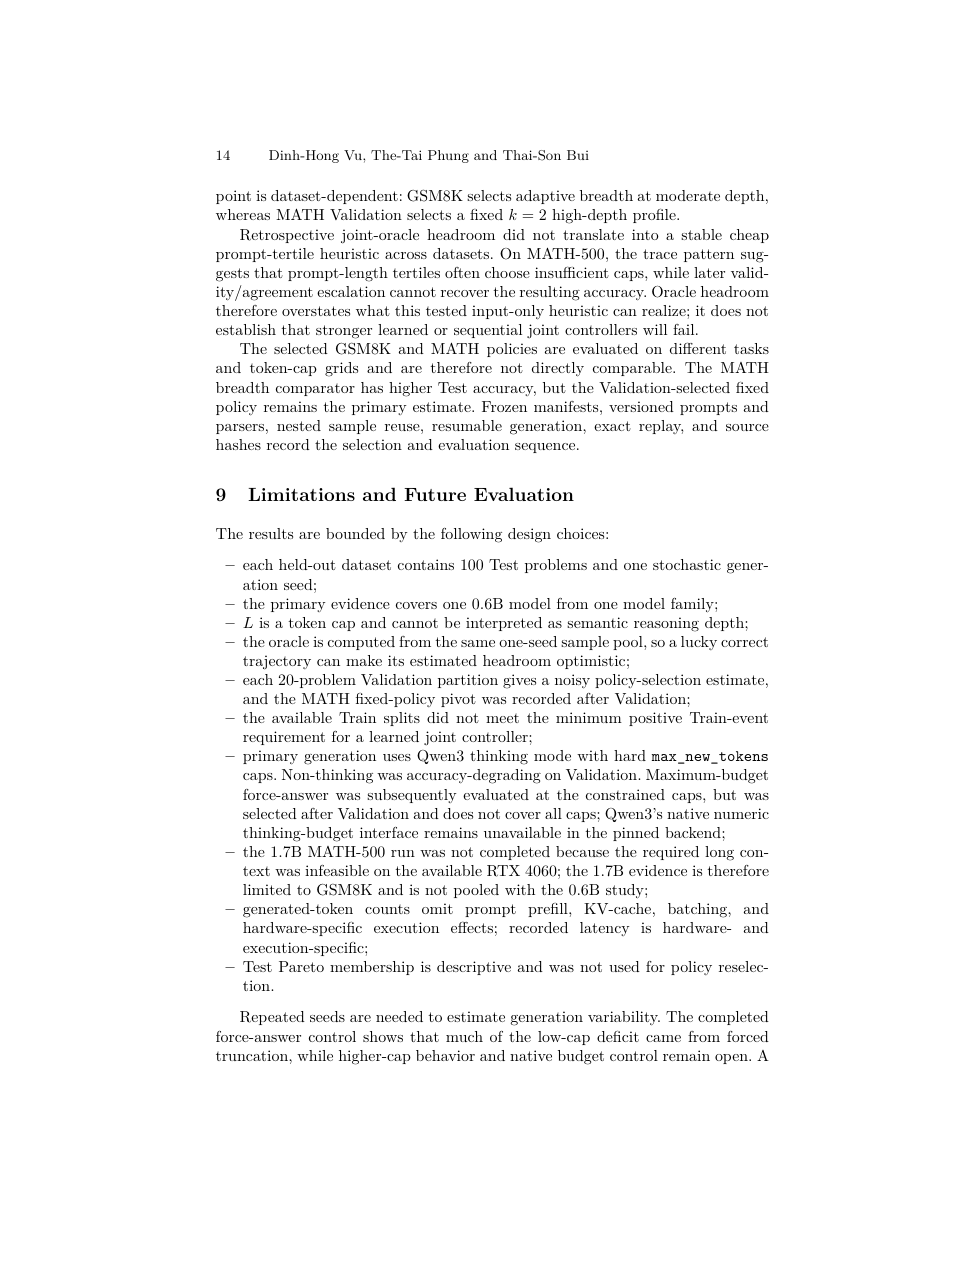 14 Dinh-Hong Vu, The-Tai Phung and Thai-Son Bui
point is dataset-dependent: GSM8K selects adaptive breadth at moderate depth,
whereas MATH Validation selects a fixed k = 2 high-depth profile.
Retrospective joint-oracle headroom did not translate into a stable cheap
prompt-tertile heuristic across datasets. On MATH-500, the trace pattern sug-
gests that prompt-length tertiles often choose insufficient caps, while later valid-
ity/agreement escalation cannot recover the resulting accuracy. Oracle headroom
therefore overstates what this tested input-only heuristic can realize; it does not
establish that stronger learned or sequential joint controllers will fail.
The selected GSM8K and MATH policies are evaluated on different tasks
and token-cap grids and are therefore not directly comparable. The MATH
breadth comparator has higher Test accuracy, but the Validation-selected fixed
policy remains the primary estimate. Frozen manifests, versioned prompts and
parsers, nested sample reuse, resumable generation, exact replay, and source
hashes record the selection and evaluation sequence.
9 Limitations and Future Evaluation
The results are bounded by the following design choices:
– each held-out dataset contains 100 Test problems and one stochastic gener-
ation seed;
– the primary evidence covers one 0.6B model from one model family;
– L is a token cap and cannot be interpreted as semantic reasoning depth;
– the oracle is computed from the same one-seed sample pool, so a lucky correct
trajectory can make its estimated headroom optimistic;
– each 20-problem Validation partition gives a noisy policy-selection estimate,
and the MATH fixed-policy pivot was recorded after Validation;
– the available Train splits did not meet the minimum positive Train-event
requirement for a learned joint controller;
– primary generation uses Qwen3 thinking mode with hard max_new_tokens
caps. Non-thinking was accuracy-degrading on Validation. Maximum-budget
force-answer was subsequently evaluated at the constrained caps, but was
selected after Validation and does not cover all caps; Qwen3's native numeric
thinking-budget interface remains unavailable in the pinned backend;
– the 1.7B MATH-500 run was not completed because the required long con-
text was infeasible on the available RTX 4060; the 1.7B evidence is therefore
limited to GSM8K and is not pooled with the 0.6B study;
– generated-token counts omit prompt prefill, KV-cache, batching, and
hardware-specific execution effects; recorded latency is hardware- and
execution-specific;
– Test Pareto membership is descriptive and was not used for policy reselec-
tion.
Repeated seeds are needed to estimate generation variability. The completed
force-answer control shows that much of the low-cap deficit came from forced
truncation, while higher-cap behavior and native budget control remain open. A